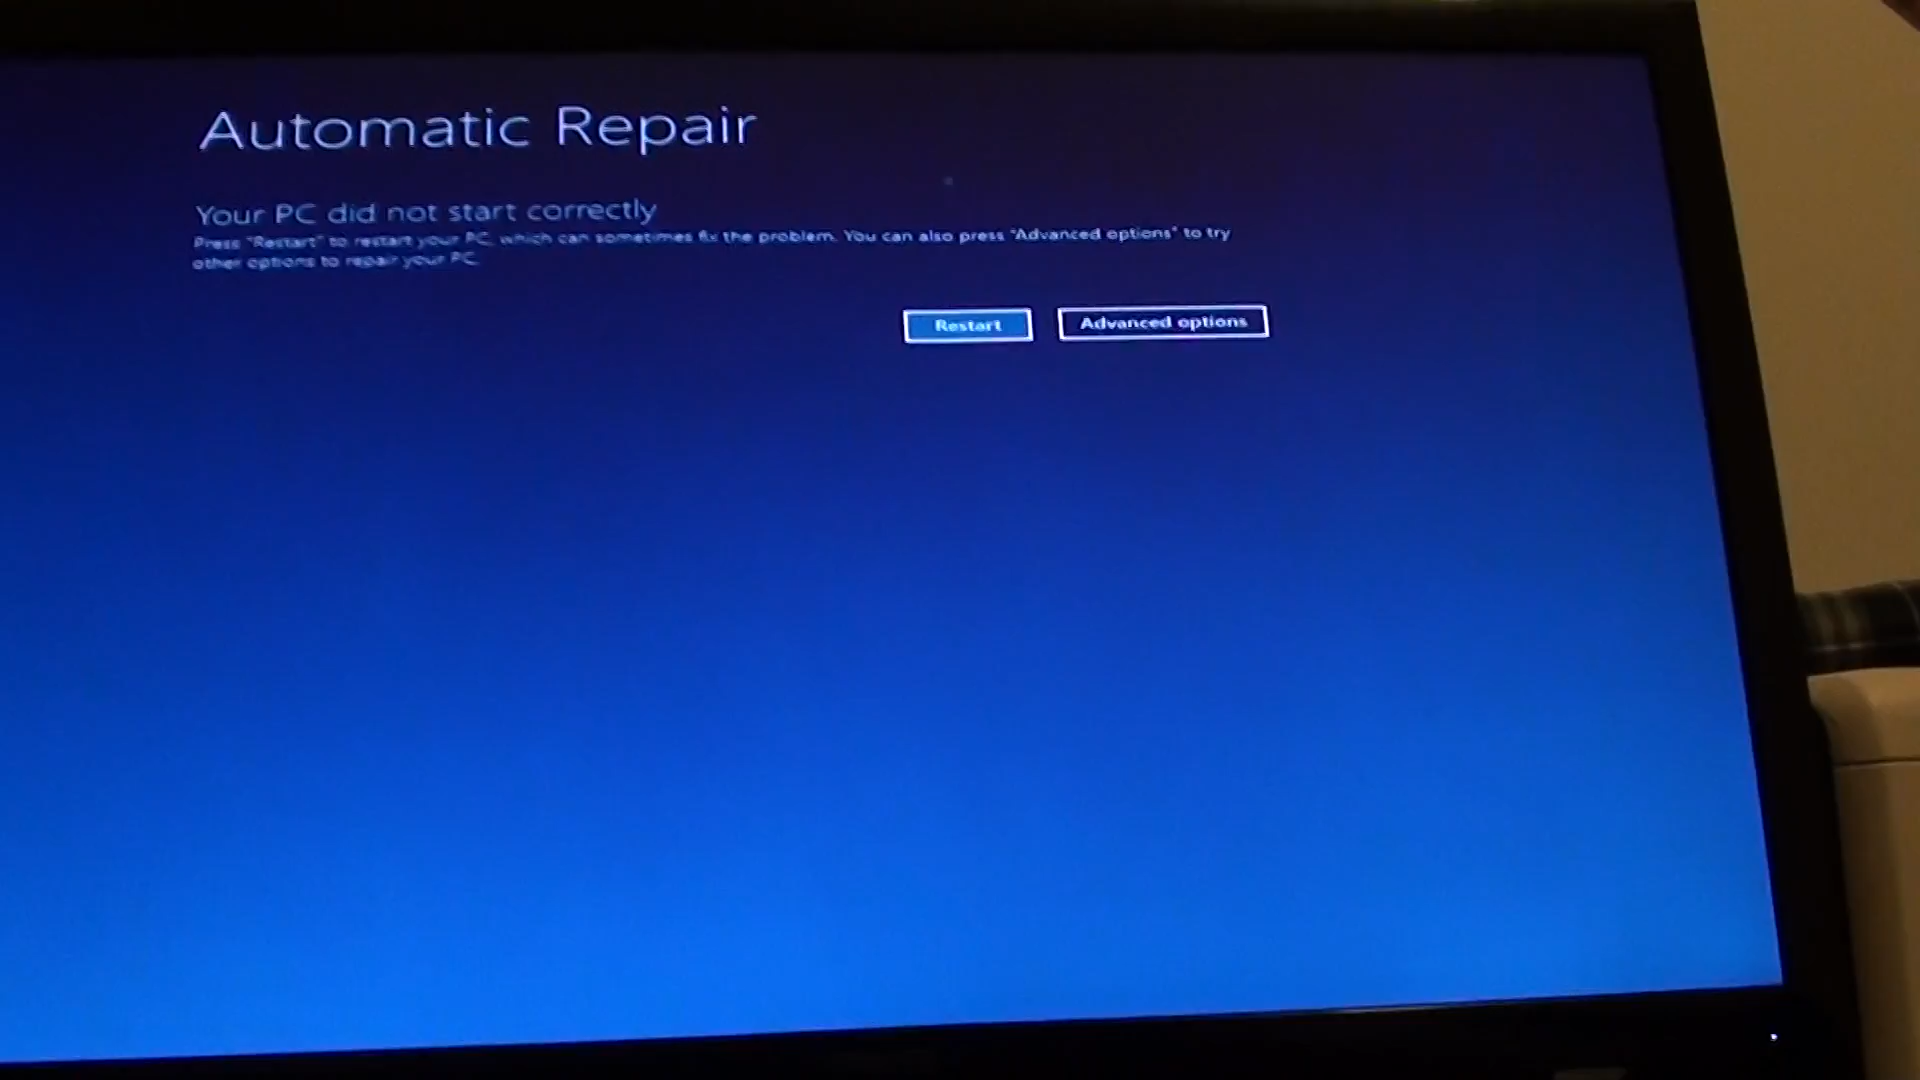 Automatic Repair
Your PC did not start correctly
Press "Restart" to restart your PC, which can sometimes fix the problem. You can also press "Advanced options" to try
other options to repair your PC.
Restart
Advanced options